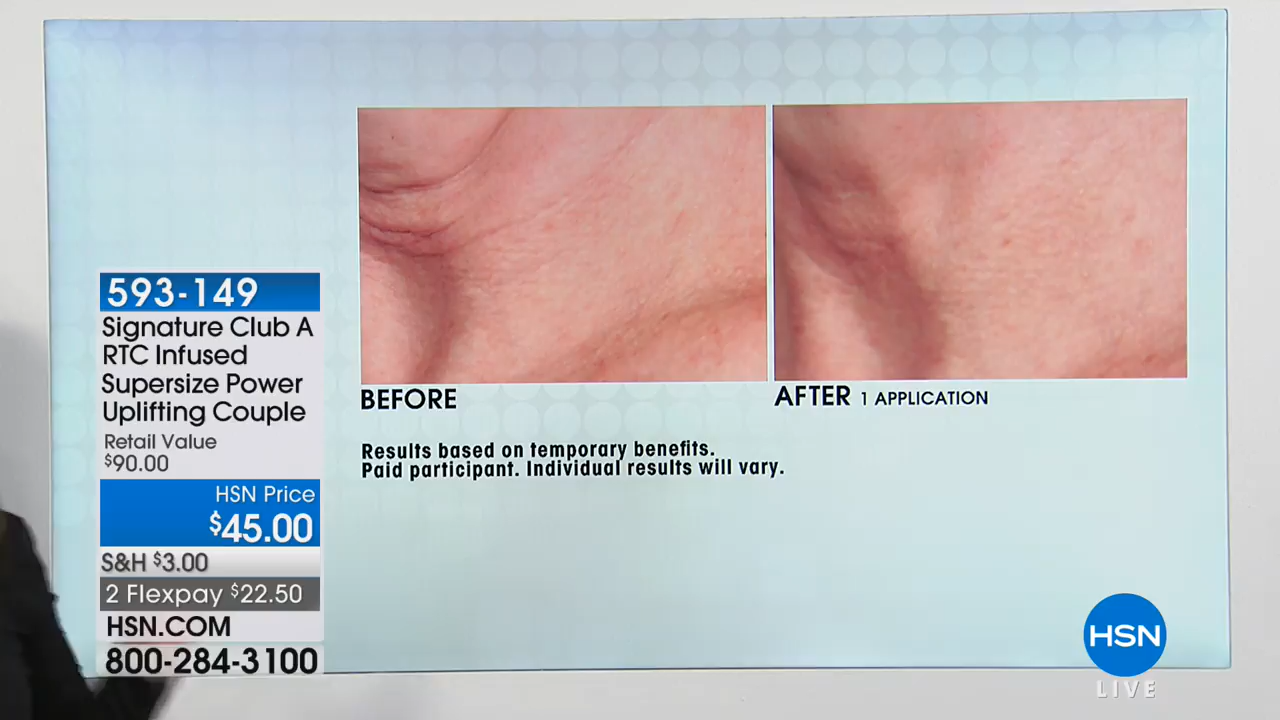 BEFORE
AFTER 1 APPLICATION
Results based on temporary benefits.
Paid participant. Individual results will vary.
593-149
Signature Club A
RTC Infused
Supersize Power
Uplifting Couple
Retail Value
$90.00
HSN Price
$45.00
S&H $3.00
2 Flexpay $22.50
HSN.COM
800-284-3100
HSN
LIVE